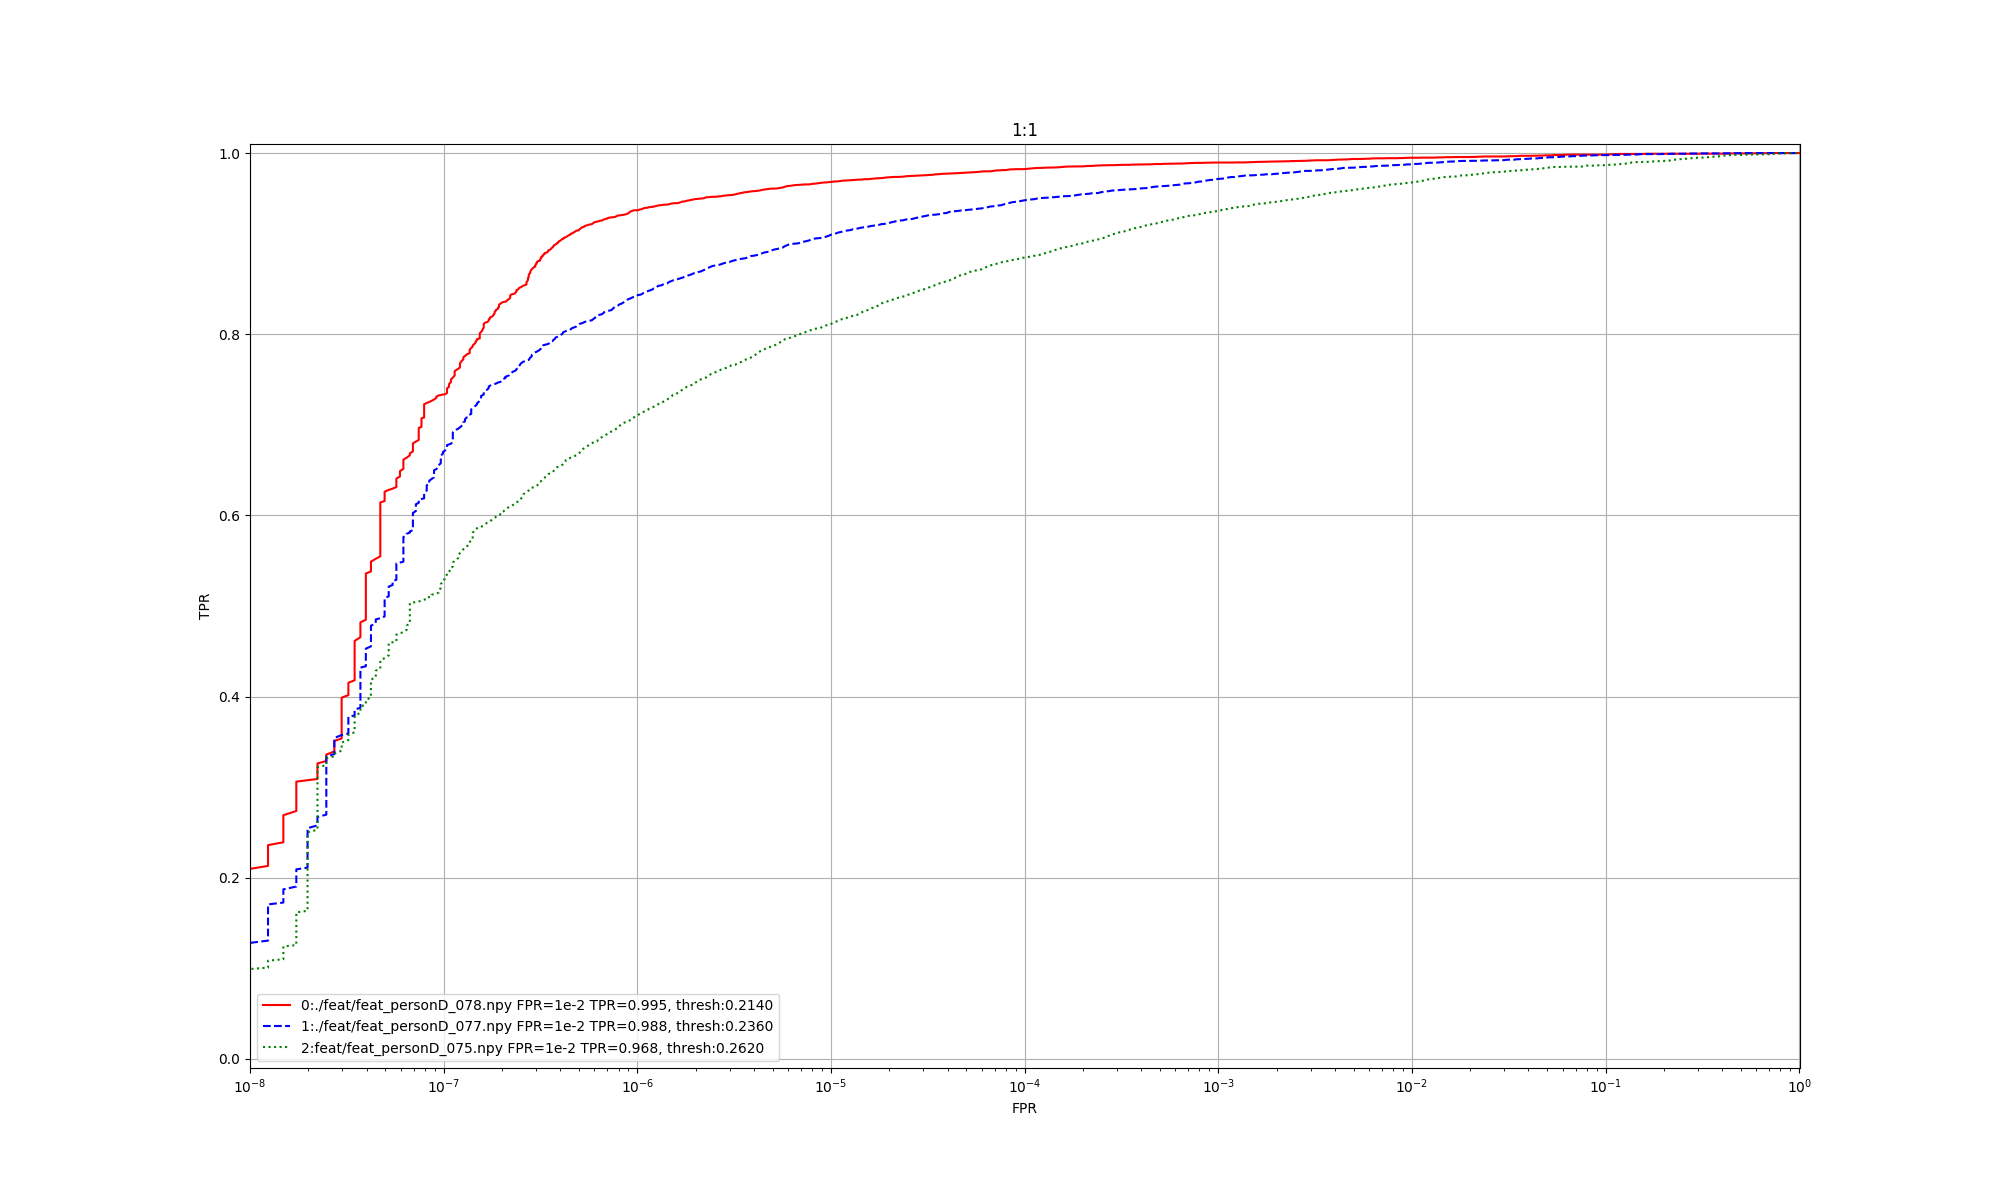 1:1
1.0
0.8
0.6
0.4
0.2
0.0
TPR
0:./feat/feat_personD_078.npy FPR=1e-2 TPR=0.995, thresh:0.2140
1:./feat/feat_personD_077.npy FPR=1e-2 TPR=0.988, thresh:0.2360
2:feat/feat_personD_075.npy FPR=1e-2 TPR=0.968, thresh:0.2620
10⁻⁸ 10⁻⁷ 10⁻⁶ 10⁻⁵ 10⁻⁴ 10⁻³ 10⁻² 10⁻¹ 10⁰
FPR